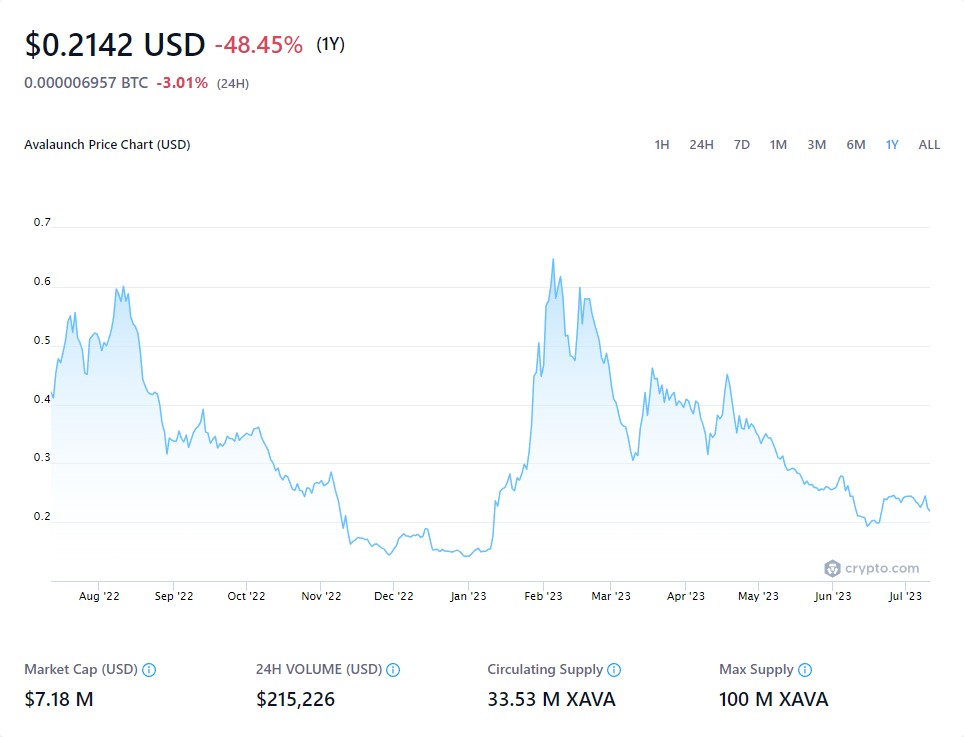 $0.2142 USD -48.45% (1Y)
0.000006957 BTC -3.01% (24H)
Avalaunch Price Chart (USD) 1H 24H 7D 1M 3M 6M 1Y ALL
0.7
0.6
0.5
0.4
0.3
0.2
crypto.com
Aug '22 Sep '22 Oct '22 Nov '22 Dec '22 Jan '23 Feb '23 Mar '23 Apr '23 May '23 Jun '23 Jul '23
Market Cap (USD) 24H VOLUME (USD) Circulating Supply Max Supply
$7.18 M $215,226 33.53 M XAVA 100 M XAVA